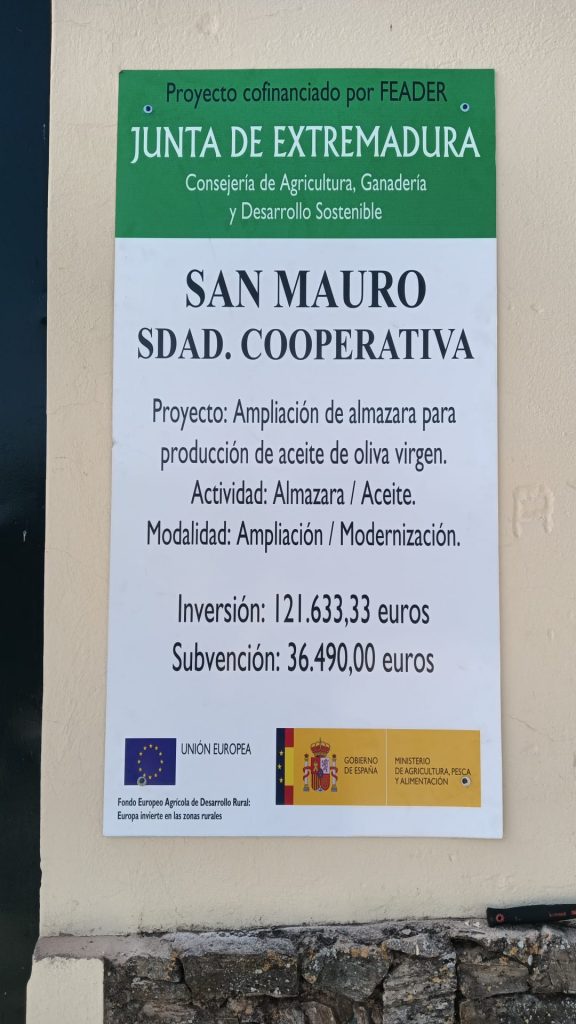 Proyecto cofinanciado por FEADER
JUNTA DE EXTREMADURA
Consejería de Agricultura, Ganadería
y Desarrollo Sostenible
SAN MAURO
SDAD. COOPERATIVA
Proyecto: Ampliación de almazara para
producción de aceite de oliva virgen.
Actividad: Almazara / Aceite.
Modalidad: Ampliación / Modernización.
Inversión: 121.633,33 euros
Subvención: 36.490,00 euros
UNIÓN EUROPEA
Fondo Europeo Agrícola de Desarrollo Rural:
Europa invierte en las zonas rurales
GOBIERNO
DE ESPAÑA
MINISTERIO
DE AGRICULTURA, PESCA
Y ALIMENTACIÓN